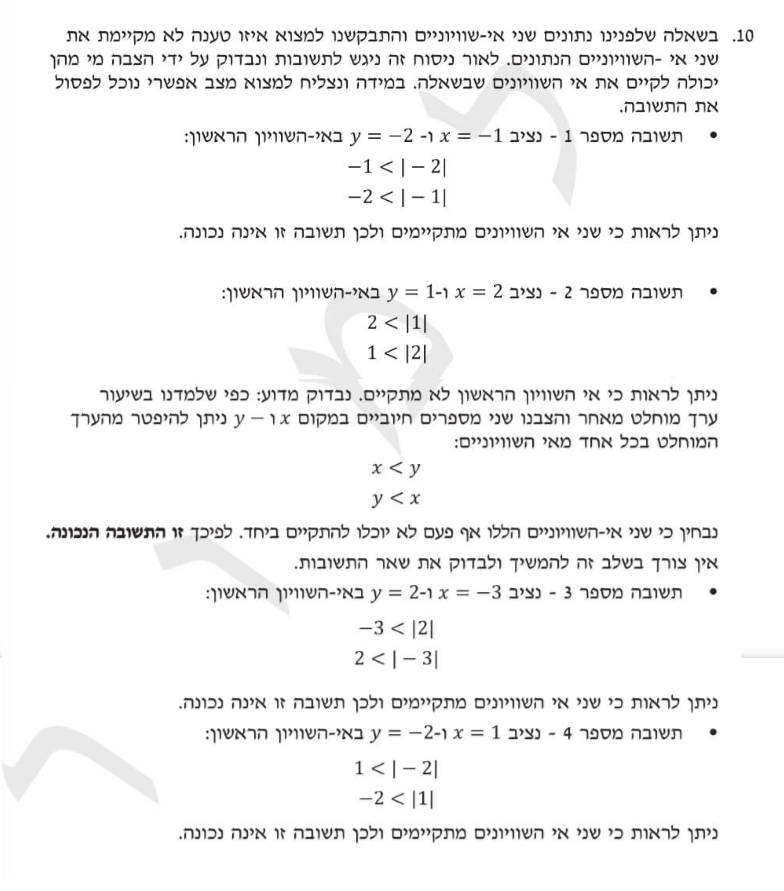 10. בשאלה שלפנינו נתונים שני אי-שוויוניים והתבקשנו למצוא איזו טענה לא מקיימת את
שני אי -השוויוניים הנתונים. לאור ניסוח זה ניגש לתשובות ונבדוק על ידי הצבה מי מהן
יכולה לקיים את אי השוויונים שבשאלה. במידה ונצליח למצוא מצב אפשרי נוכל לפסול
את התשובה.
• תשובה מספר 1 - נציב x = −1 ו- y = −2 באי-השוויון הראשון:
−1 < |−2|
−2 < |−1|
ניתן לראות כי שני אי השוויונים מתקיימים ולכן תשובה זו אינה נכונה.
• תשובה מספר 2 - נציב x = 2 ו-y = 1 באי-השוויון הראשון:
2 < |1|
1 < |2|
ניתן לראות כי אי השוויון הראשון לא מתקיים. נבדוק מדוע: כפי שלמדנו בשיעור
ערך מוחלט מאחר והצבנו שני מספרים חיוביים במקום x ו − y ניתן להיפטר מהערך
המוחלט בכל אחד מאי השוויוניים:
x < y
y < x
נבחין כי שני אי-השוויוניים הללו אף פעם לא יוכלו להתקיים ביחד. לפיכך זו התשובה הנכונה.
אין צורך בשלב זה להמשיך ולבדוק את שאר התשובות.
• תשובה מספר 3 - נציב x = −3 ו-y = 2 באי-השוויון הראשון:
−3 < |2|
2 < |−3|
ניתן לראות כי שני אי השוויונים מתקיימים ולכן תשובה זו אינה נכונה.
• תשובה מספר 4 - נציב x = 1 ו-y = −2 באי-השוויון הראשון:
1 < |−2|
−2 < |1|
ניתן לראות כי שני אי השוויונים מתקיימים ולכן תשובה זו אינה נכונה.